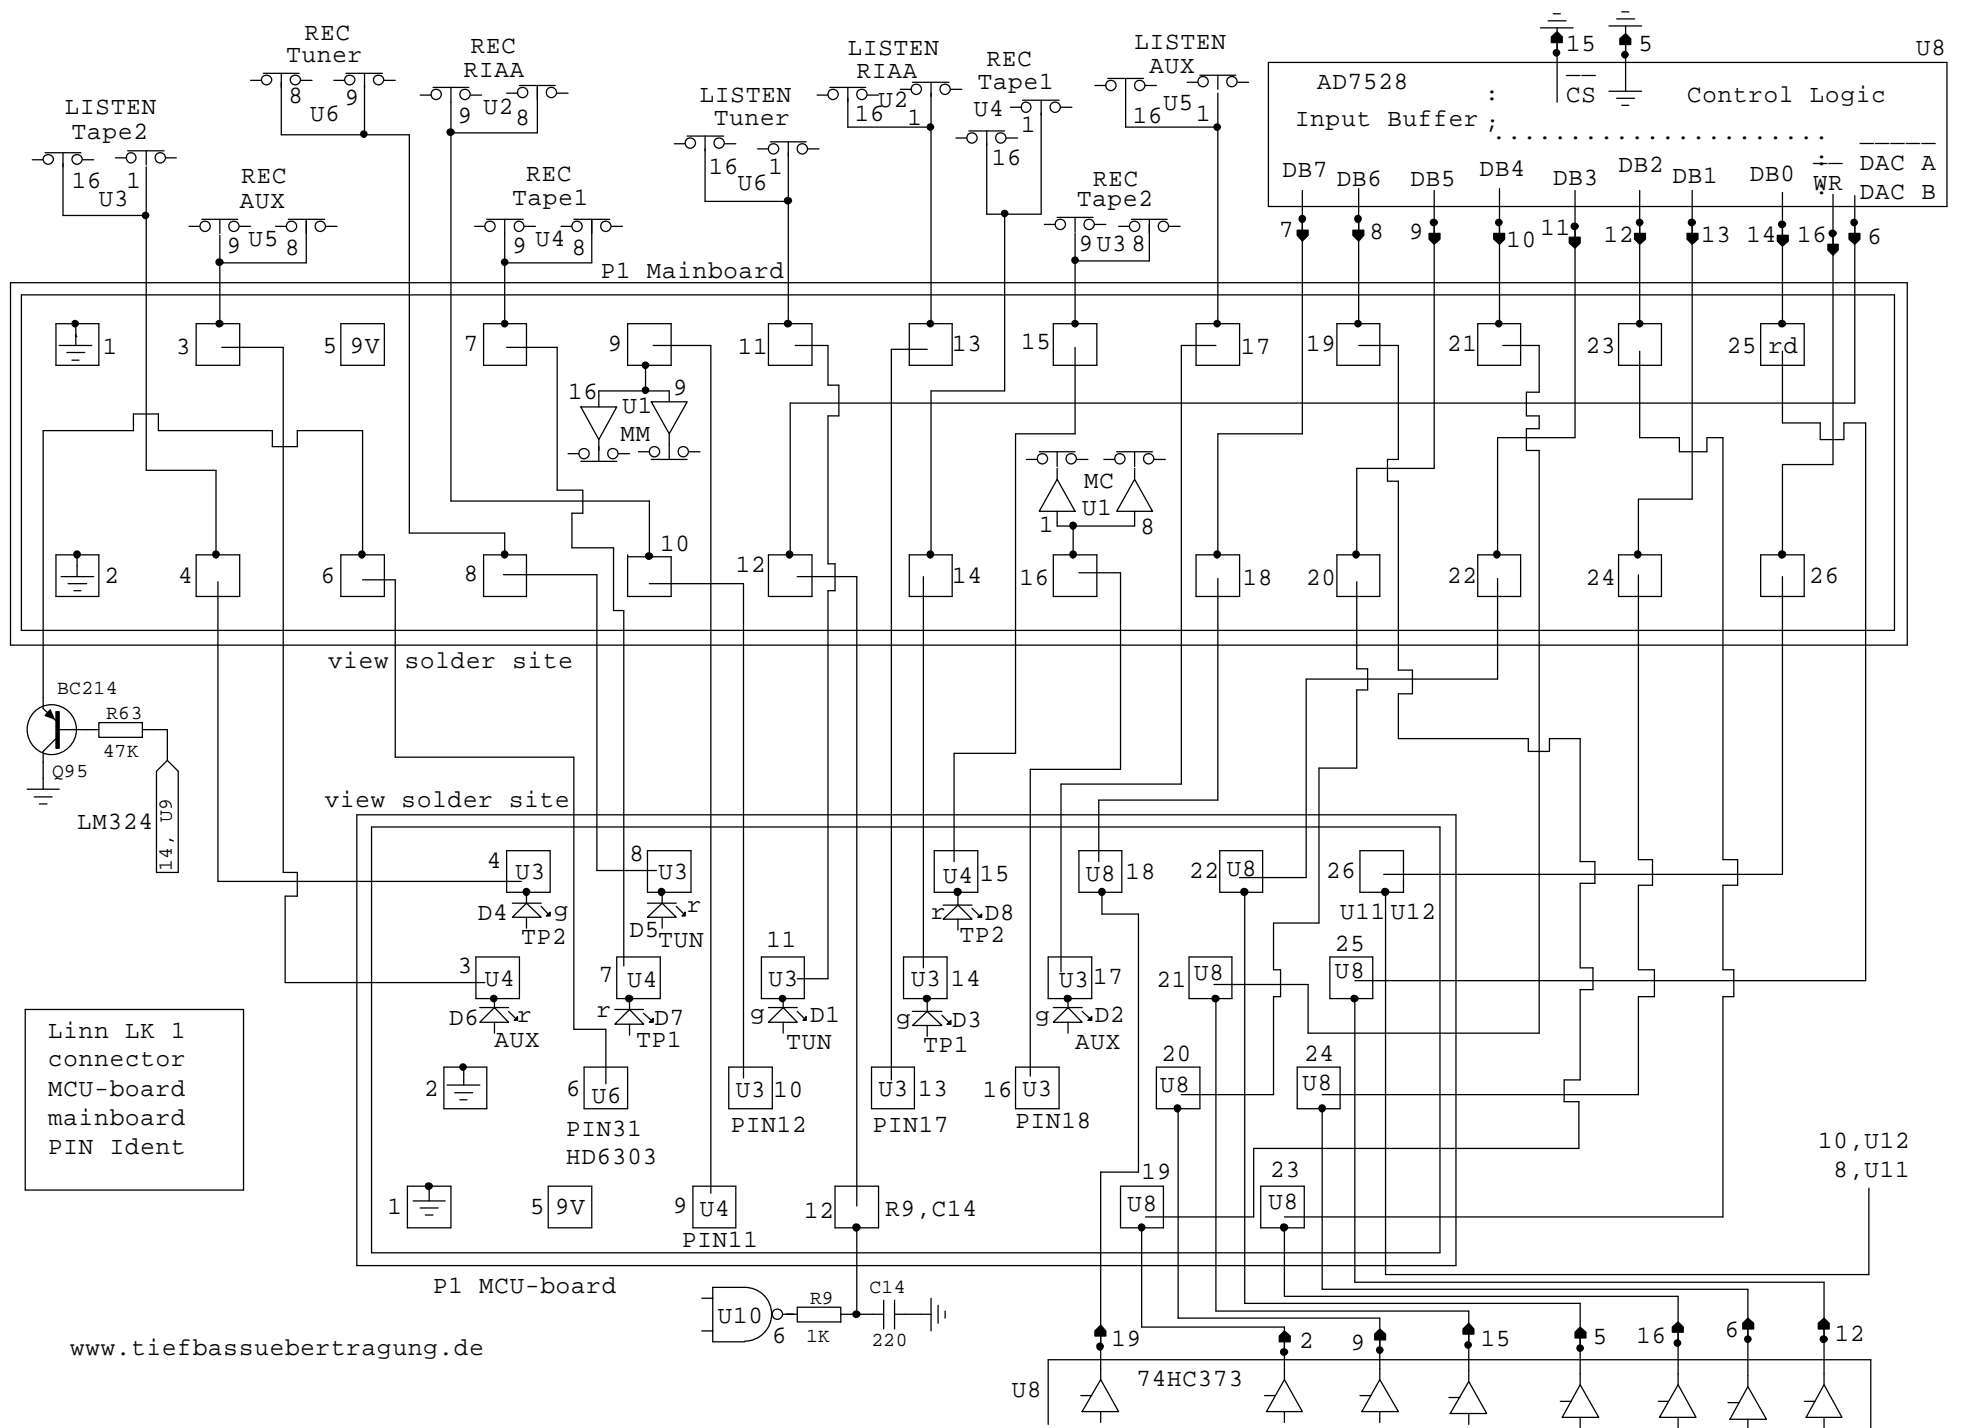 REC
Tuner
8
9
U6
REC
RIAA
9
U2
8
LISTEN
RIAA
U2
16
1
REC
Tape1
U4
1
16
LISTEN
AUX
16
U5
1
15
5
U8
AD7528
:
CS
Control Logic
Input Buffer ;
DAC A
DAC B
WR
DB7
DB6
DB5
DB4
DB3
DB2
DB1
DB0
7
8
9
10
11
12
13
14
16
6
LISTEN
Tape2
16
1
U3
REC
AUX
9
U5
8
REC
Tape1
9
U4
8
LISTEN
Tuner
16
U6
1
REC
Tape2
9
U3
8
P1 Mainboard
1
3
5
9V
7
9
11
13
15
17
19
21
23
25
rd
16
9
U1
MM
MC
U1
1
8
2
4
6
8
10
12
14
16
18
20
22
24
26
view solder site
BC214
R63
47K
Q95
LM324
14, U9
view solder site
4
U3
D4
g
TP2
8
U3
D5
r
TUN
U4
15
r
D8
TP2
U8
18
22
U8
26
U11
U12
3
U4
D6
r
AUX
7
U4
r
D7
TP1
11
U3
g
D1
TUN
U3
14
g
D3
TP1
U3
17
g
D2
AUX
21
U8
25
U8
2
6
U6
PIN31
HD6303
U3
10
PIN12
U3
13
PIN17
16
U3
PIN18
20
U8
24
U8
1
5
9V
9
U4
PIN11
12
R9,C14
19
U8
23
U8
10,U12
8,U11
Linn LK 1
connector
MCU-board
mainboard
PIN Ident
P1 MCU-board
U10
6
R9
1K
C14
220
www.tiefbassuebertragung.de
19
2
9
15
5
16
6
12
U8
74HC373